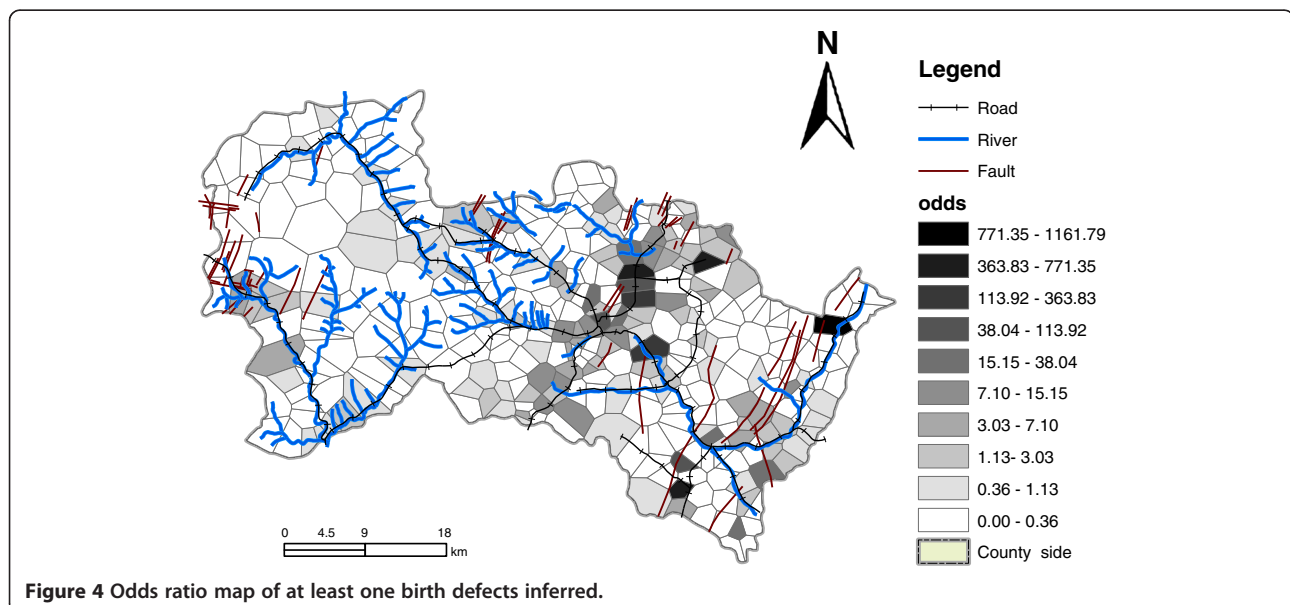 N
Legend
Road
River
Fault
odds
771.35 - 1161.79
363.83 - 771.35
113.92 - 363.83
38.04 - 113.92
15.15 - 38.04
7.10 - 15.15
3.03 - 7.10
1.13- 3.03
0.36 - 1.13
0.00 - 0.36
County side
0 4.5 9 18
km
Figure 4 Odds ratio map of at least one birth defects inferred.